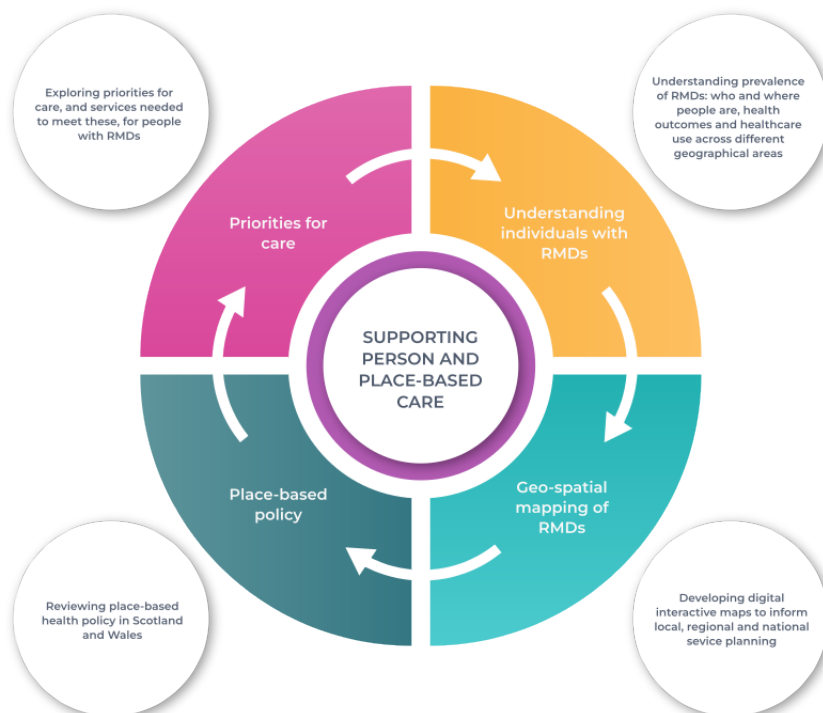 Exploring priorities for
care, and services needed
to meet these, for people
with RMDs
Understanding prevalence
of RMDs: who and where
people are, health
outcomes and healthcare
use across different
geographical areas
Priorities for
care
Understanding
individuals with
RMDs
SUPPORTING
PERSON AND
PLACE-BASED
CARE
Place-based
policy
Geo-spatial
mapping of
RMDs
Reviewing place-based
health policy in Scotland
and Wales
Developing digital
interactive maps to inform
local, regional and national
sevice planning